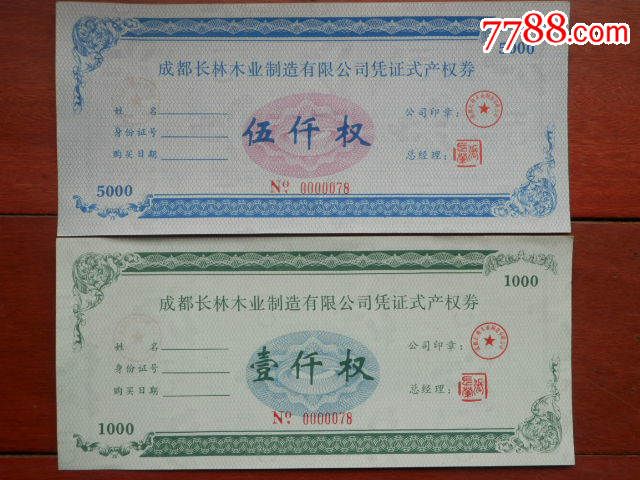 7788.com
5000
成都长林木业制造有限公司凭证式产权券
姓 名
公司印章：
身份证号
伍仟权
购买日期
总经理：
5000
No. 0000078
1000
成都长林木业制造有限公司凭证式产权券
姓 名
公司印章：
身份证号
壹仟权
购买日期
总经理：
1000
No. 0000078